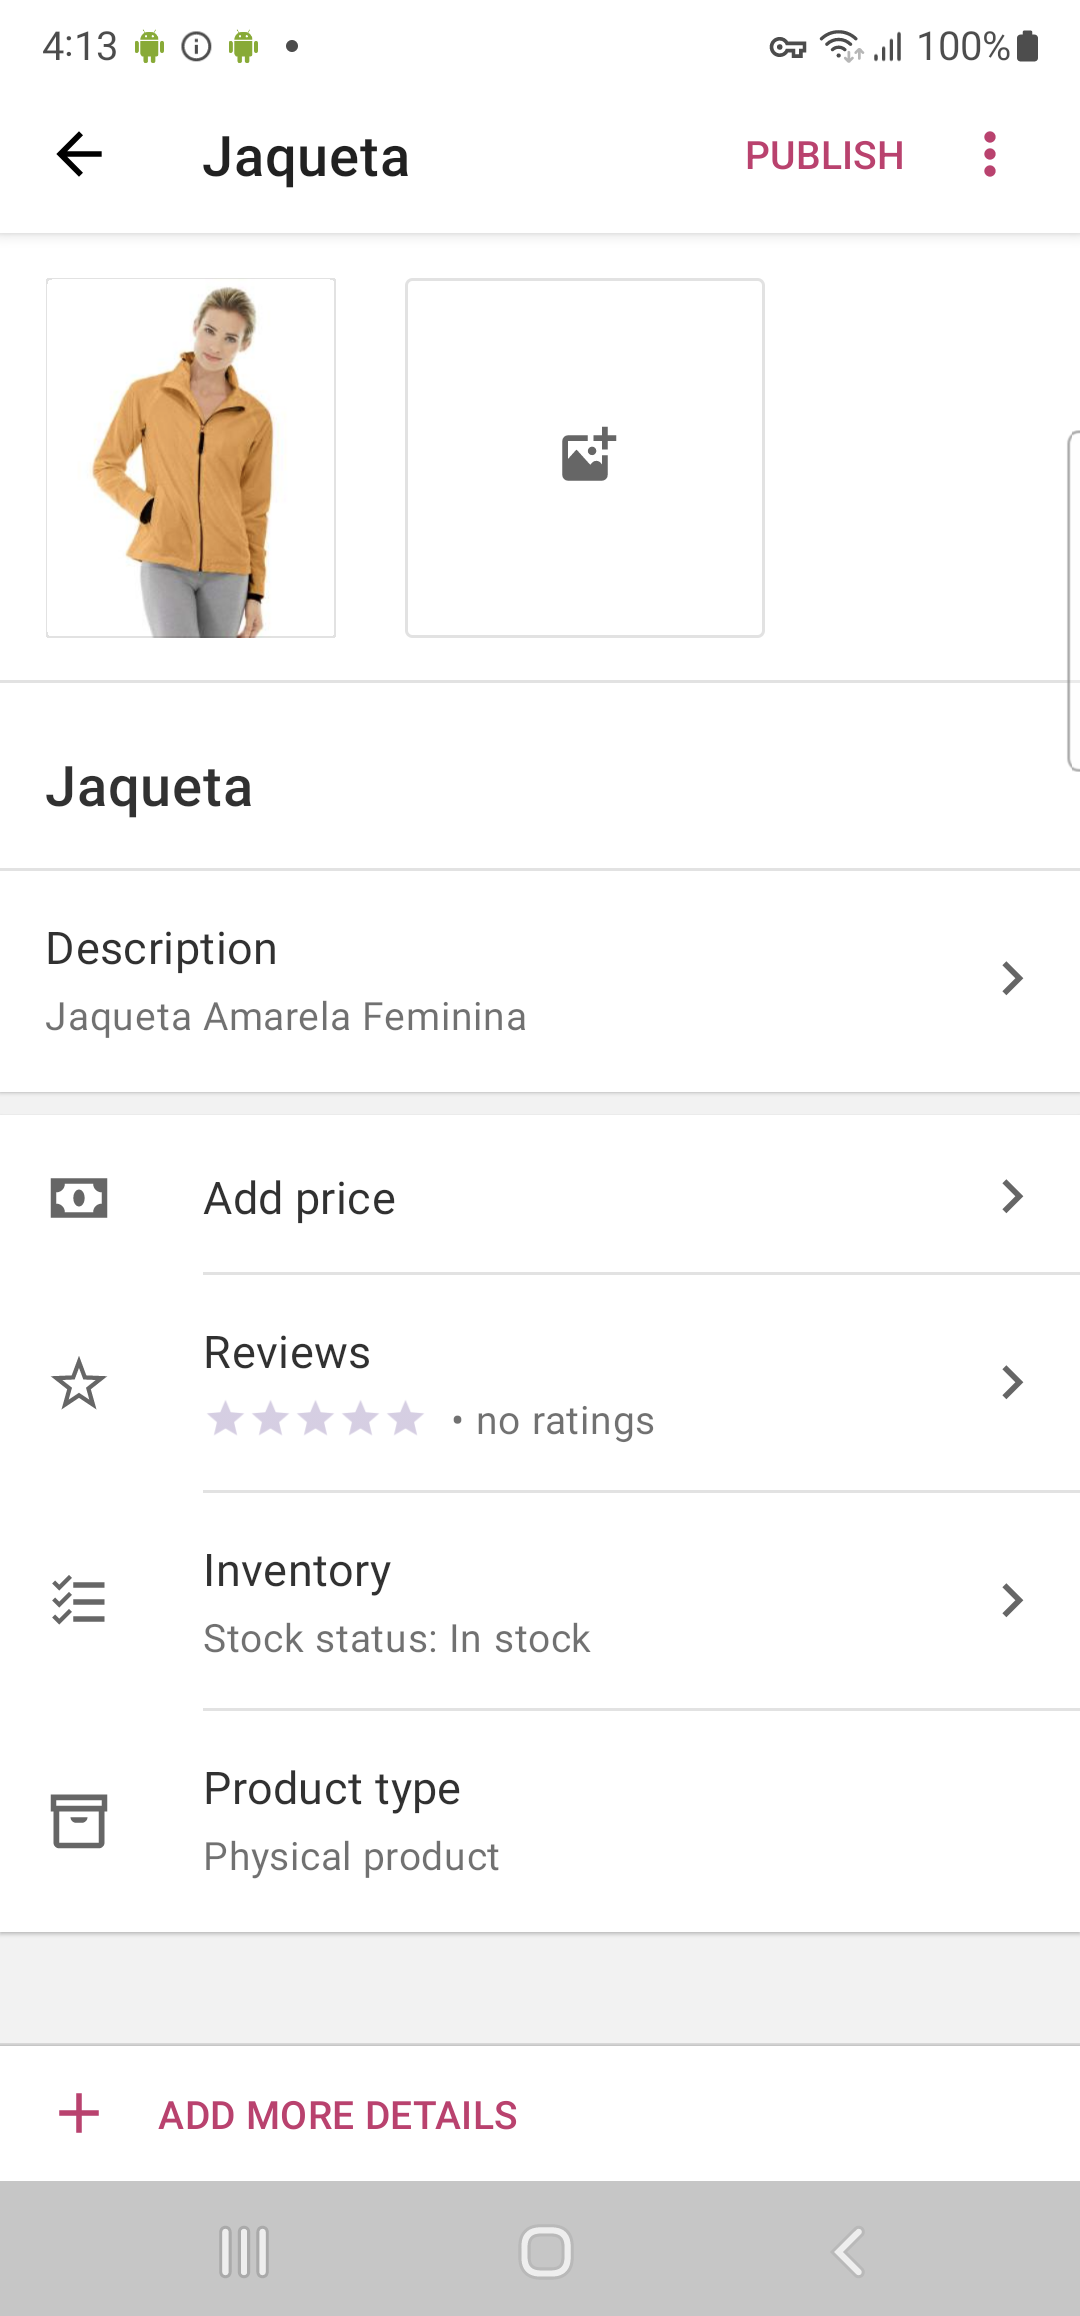 4:13 100%
Jaqueta PUBLISH
Jaqueta
Description
Jaqueta Amarela Feminina
Add price
Reviews
• no ratings
Inventory
Stock status: In stock
Product type
Physical product
ADD MORE DETAILS